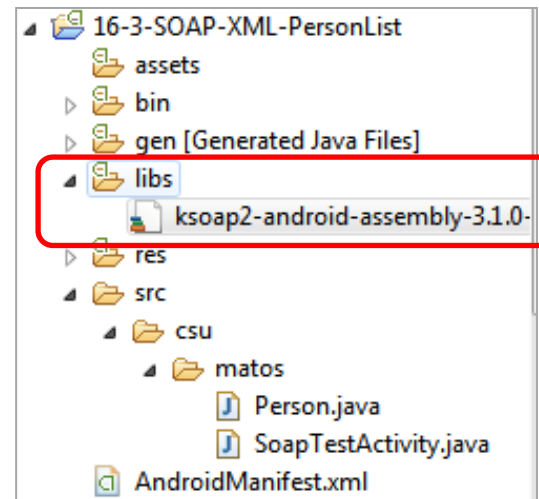 16-3-SOAP-XML-PersonList
assets
bin
gen [Generated Java Files]
libs
ksoap2-android-assembly-3.1.0-
res
src
csu
matos
Person.java
SoapTestActivity.java
AndroidManifest.xml